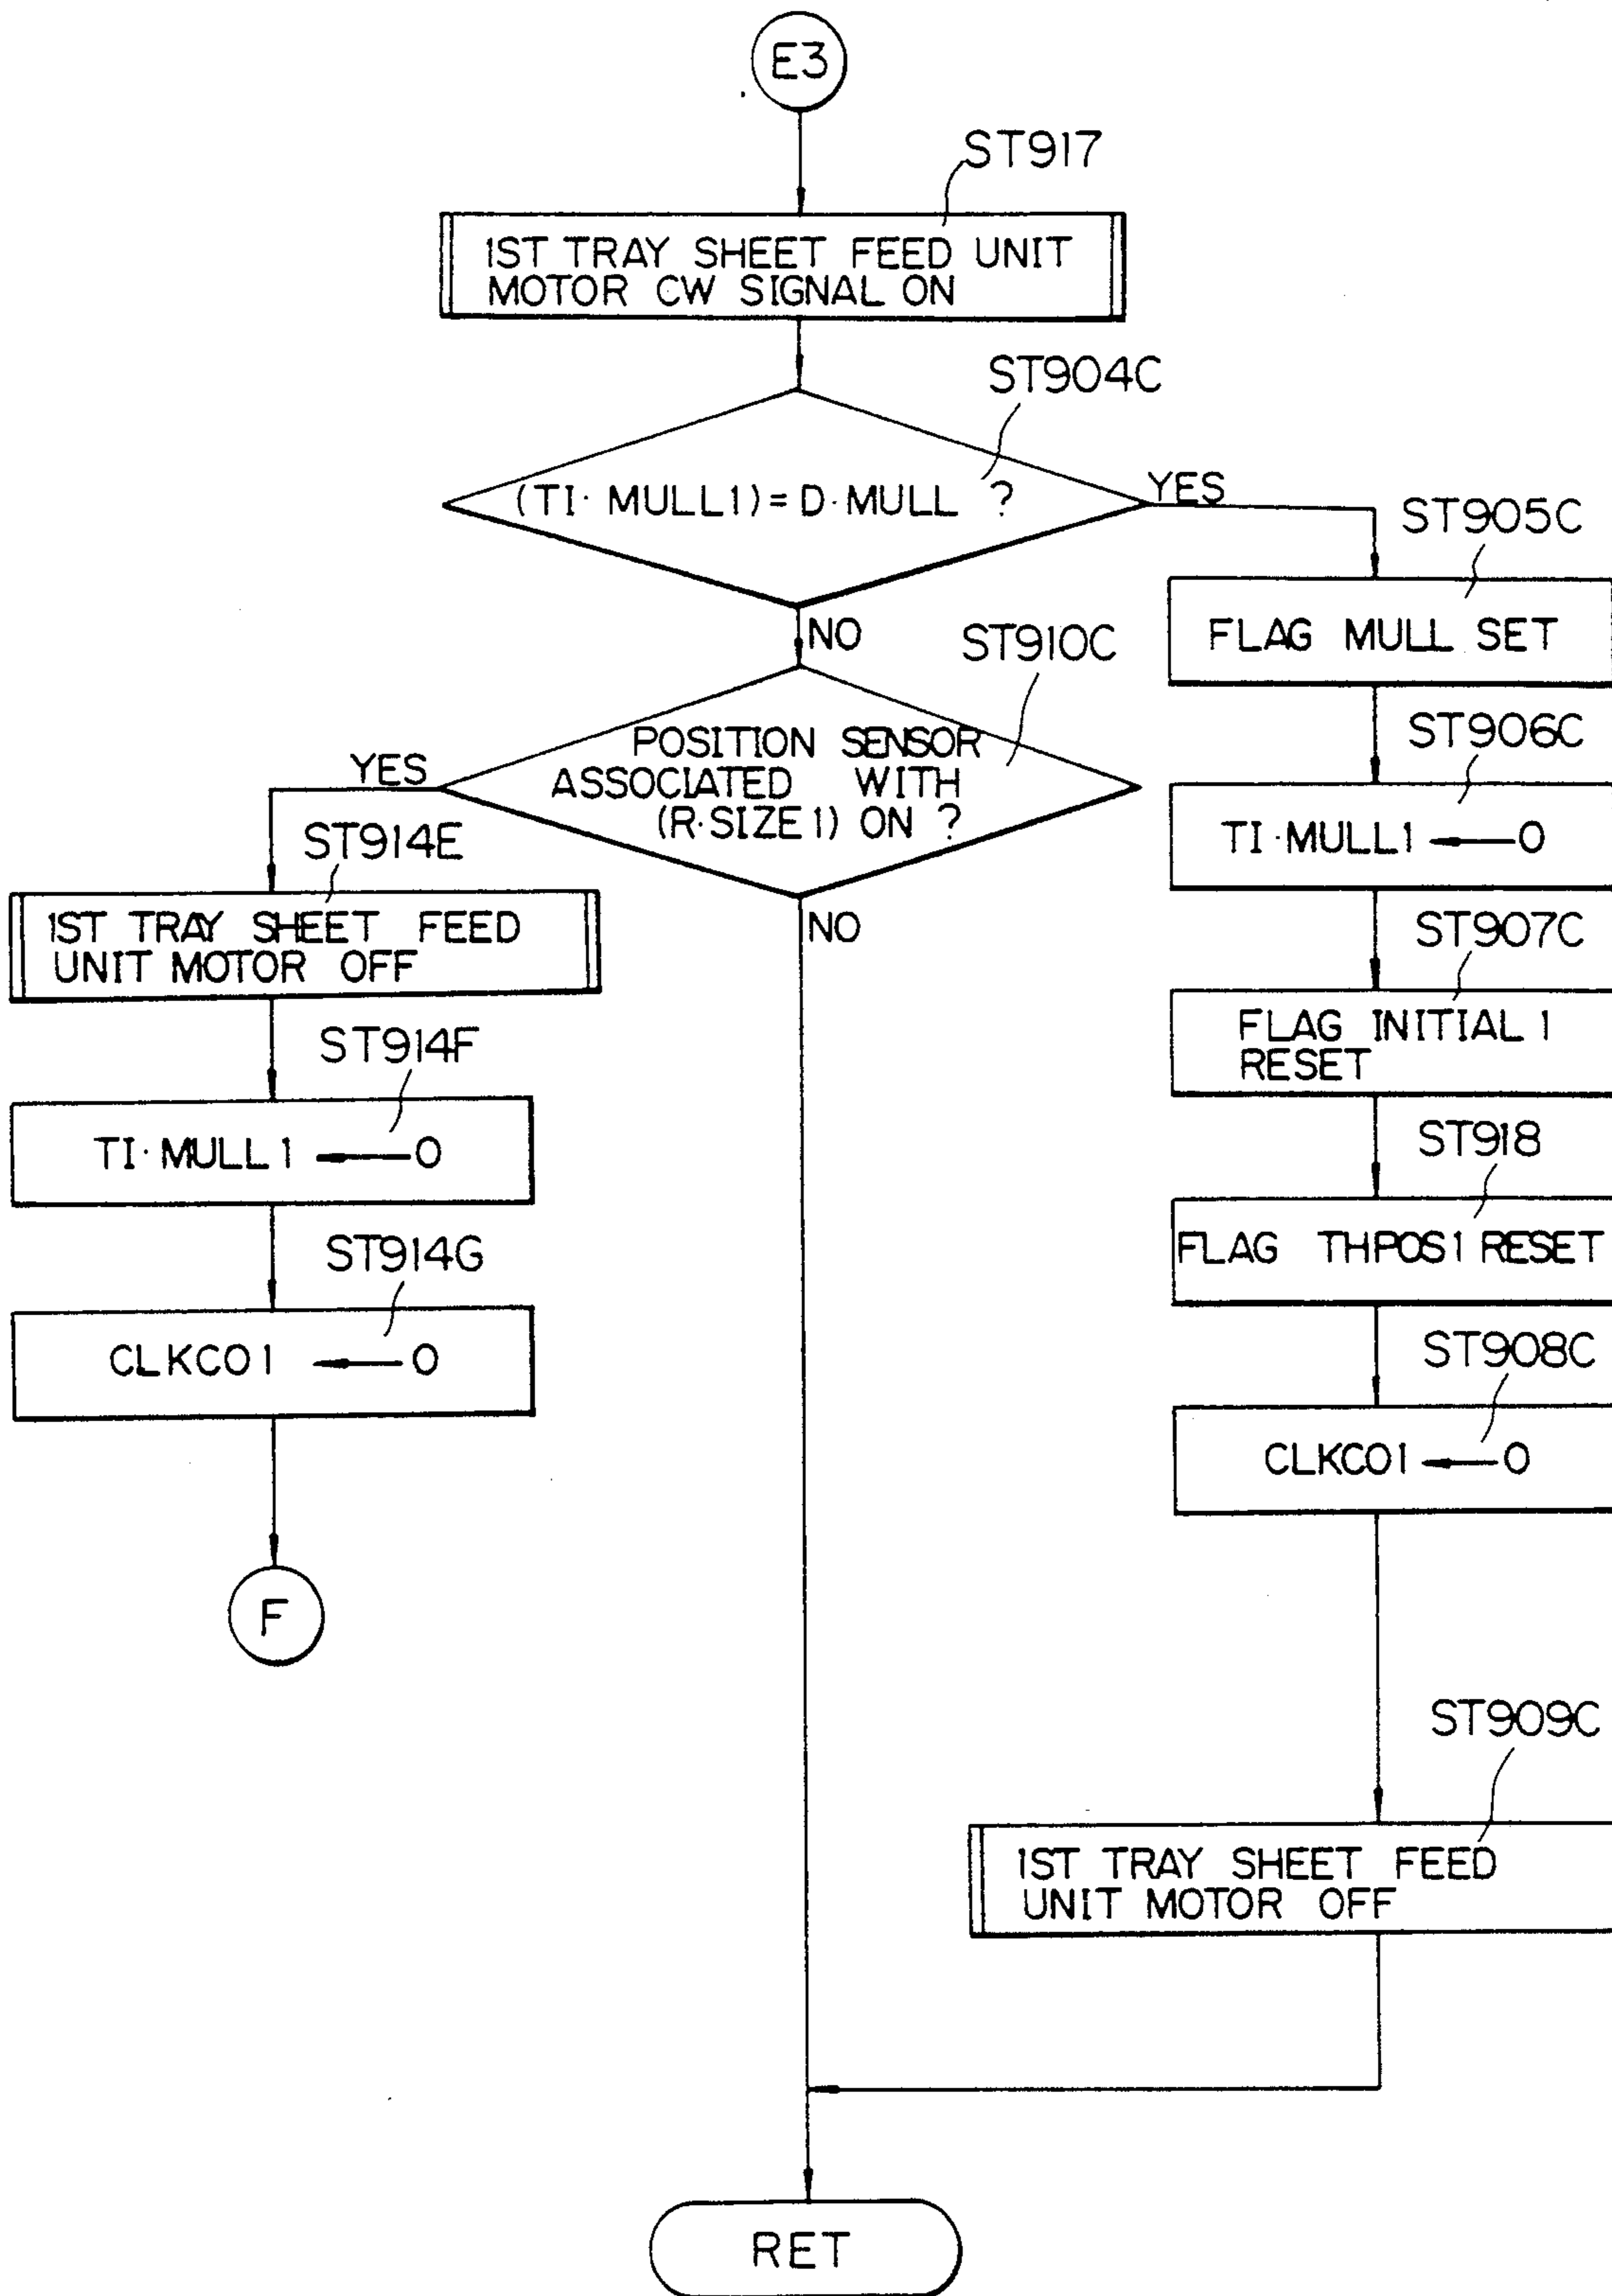 E3
ST917
1ST TRAY SHEET FEED UNIT
MOTOR CW SIGNAL ON
ST904C
(TI· MULL1)= D·MULL ?
YES
ST905C
FLAG MULL SET
NO
ST910C
POSITION SENSOR
ASSOCIATED WITH
(R·SIZE1) ON ?
YES
NO
ST906C
TI·MULL1 ← 0
ST914E
1ST TRAY SHEET FEED
UNIT MOTOR OFF
ST907C
FLAG INITIAL 1
RESET
ST914F
TI·MULL1 ← 0
ST918
FLAG THPOS1 RESET
ST914G
CLKCO1 ← 0
ST908C
CLKCO1 ← 0
F
ST909C
1ST TRAY SHEET FEED
UNIT MOTOR OFF
RET